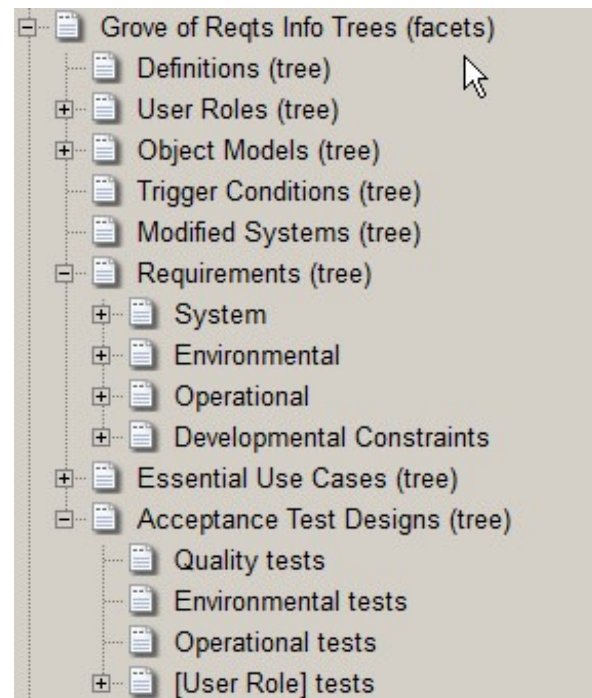 Grove of Reqts Info Trees (facets)
Definitions (tree)
User Roles (tree)
Object Models (tree)
Trigger Conditions (tree)
Modified Systems (tree)
Requirements (tree)
System
Environmental
Operational
Developmental Constraints
Essential Use Cases (tree)
Acceptance Test Designs (tree)
Quality tests
Environmental tests
Operational tests
[User Role] tests